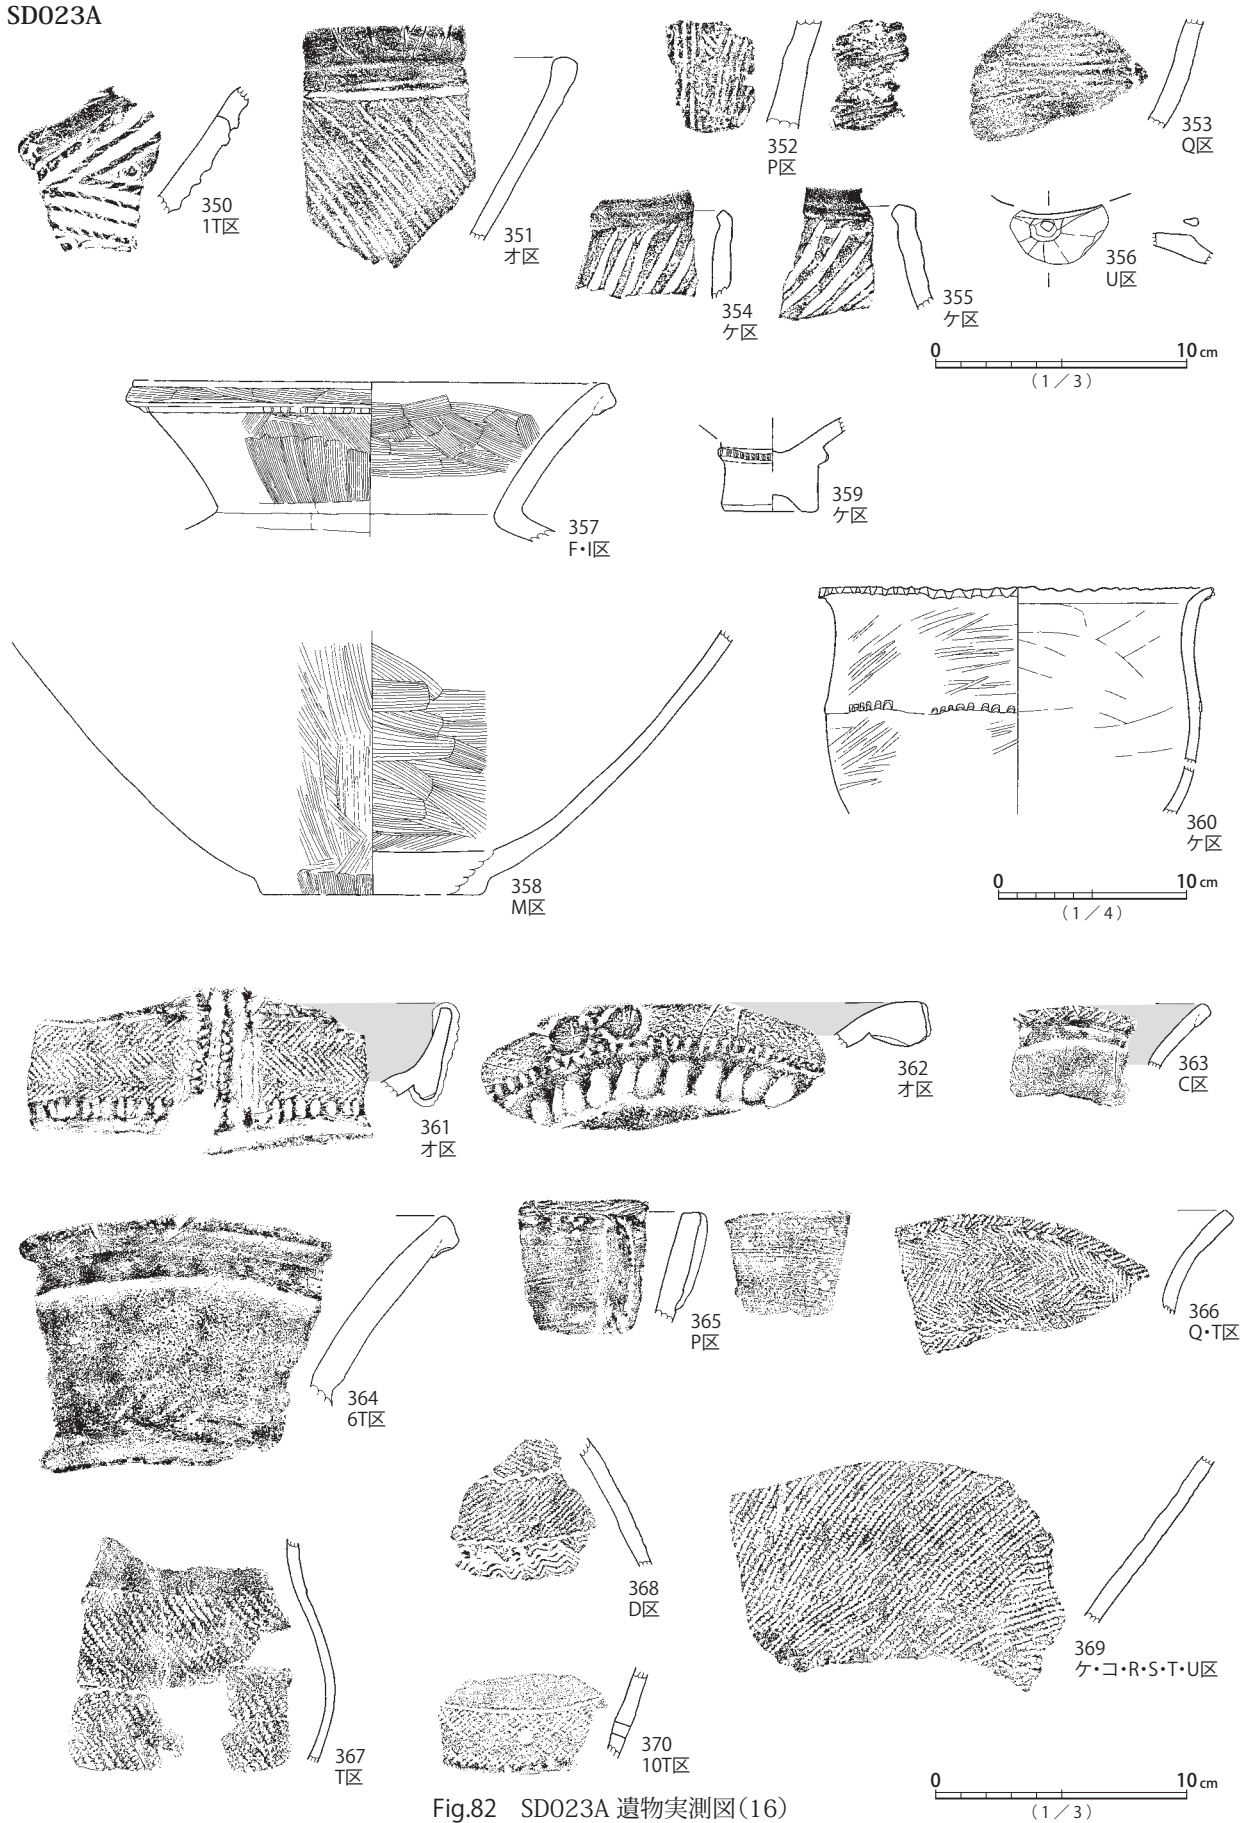 SD023A
350
1T区
351
オ区
352
P区
353
Q区
354
ケ区
355
ケ区
356
U区
0 10cm
(1/3)
357
F・I区
359
ケ区
358
M区
360
ケ区
0 10cm
(1/4)
361
オ区
362
オ区
363
C区
364
6T区
365
P区
366
Q・T区
367
T区
368
D区
369
ケ・コ・R・S・T・U区
370
10T区
0 10cm
(1/3)
Fig.82 SD023A 遺物実測図(16)